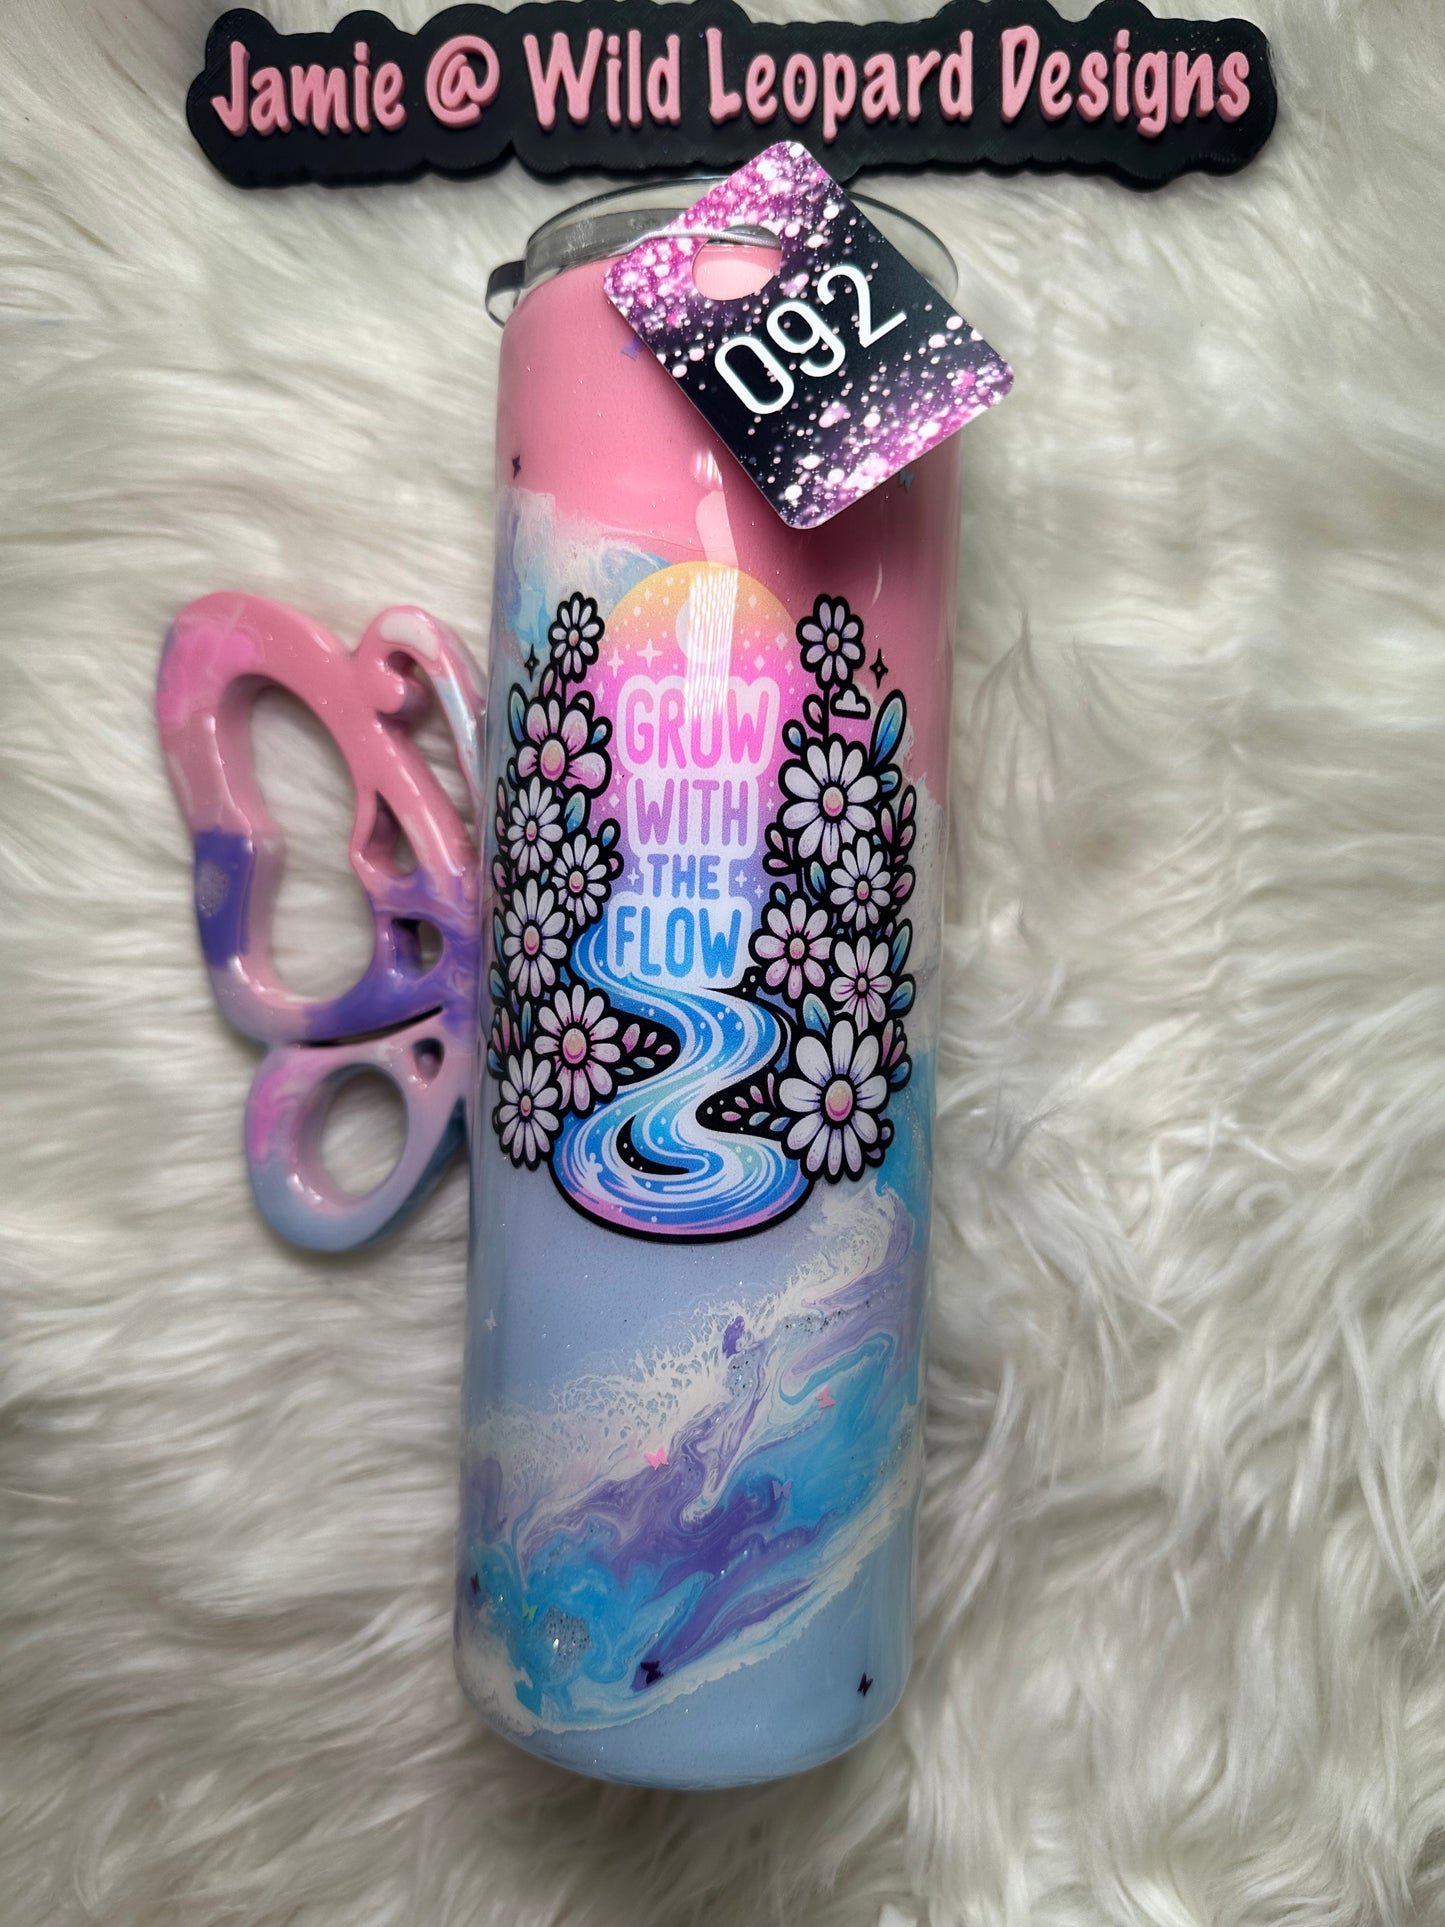 Jamie @ Wild Leopard Designs
092
GROW
WITH
THE
FLOW